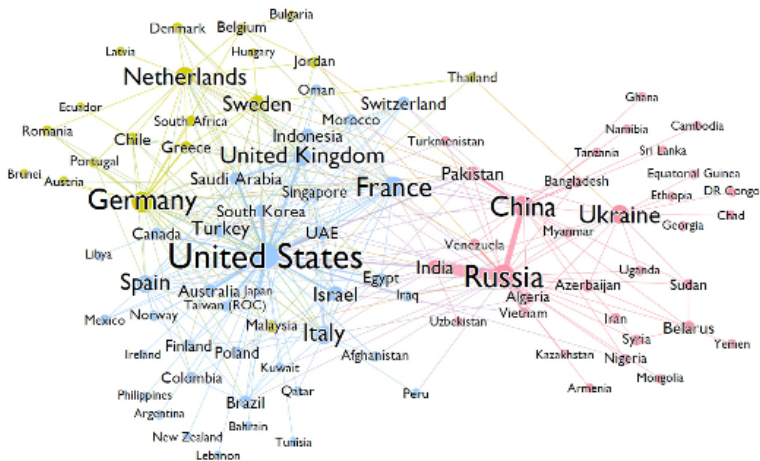 Bulgaria
Denmark
Belgium
Latvia
Hungary
Jordan
Netherlands
Thailand
Oman
Ecuador
Sweden
Switzerland
Ghana
South Africa
Morocco
Romania
Chile
Indonesia
Namibia
Cambodia
Greece
Turkmenistan
Tanzania
Sri Lanka
United Kingdom
Portugal
Brunei
Austria
Saudi Arabia
Pakistan
Bangladesh
Equatorial Guinea
Singapore
France
Germany
Ethiopia
DR Congo
South Korea
China
Ukraine
Chad
Canada
Turkey
UAE
Myanmar
Georgia
Libya
United States
Venezuela
India
Russia
Uganda
Spain
Egypt
Azerbaijan
Sudan
Australia
Japan
Israel
Iraq
Algeria
Taiwan (ROC)
Mexico
Norway
Vietnam
Malaysia
Italy
Uzbekistan
Iran
Belarus
Syria
Yemen
Ireland
Finland
Poland
Afghanistan
Kazakhstan
Nigeria
Kuwait
Colombia
Mongolia
Philippines
Qatar
Peru
Armenia
Brazil
Argentina
Bahrain
New Zealand
Tunisia
Lebanon